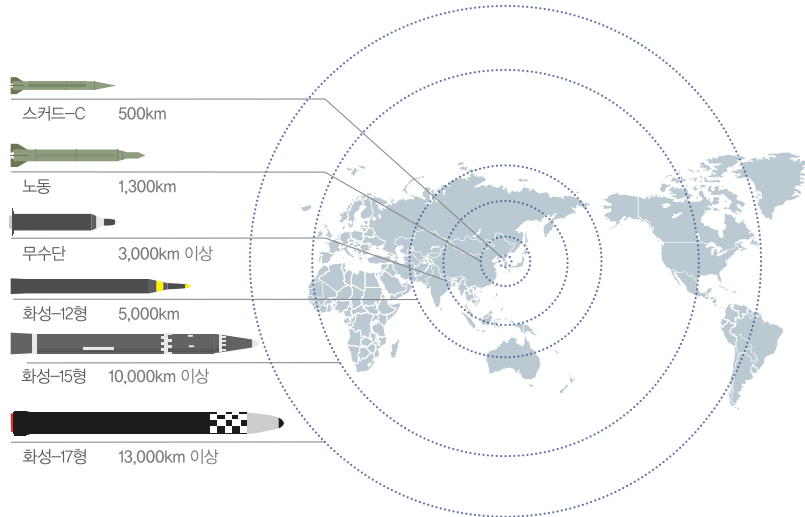 스커드-C 500km
노동 1,300km
무수단 3,000km 이상
화성-12형 5,000km
화성-15형 10,000km 이상
화성-17형 13,000km 이상